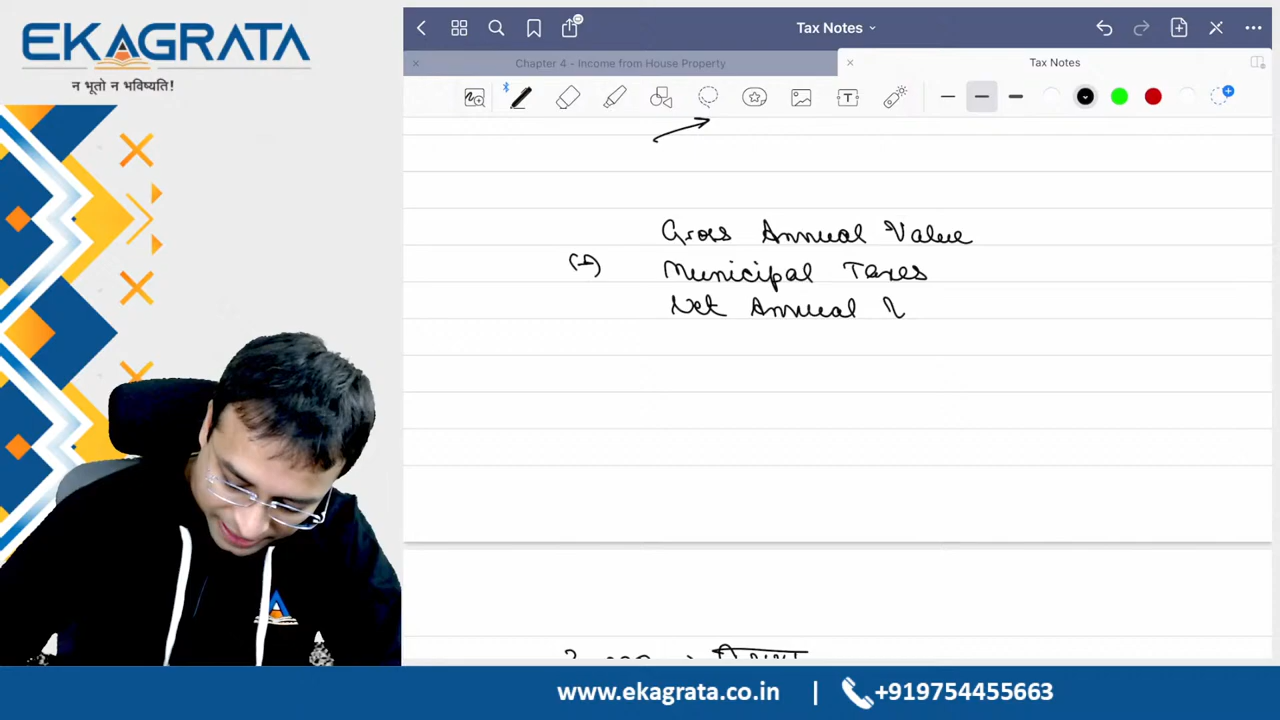 EKAGRATA
न भूतो न भविष्यति!
Tax Notes
Chapter 4 - Income from House Property
Tax Notes
T
Gross Annual Value
(-) Municipal Taxes
Net Annual V
www.ekagrata.co.in | +919754455663